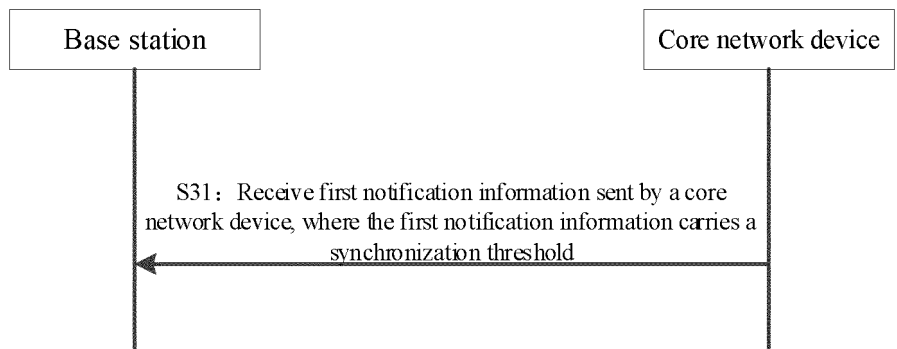 Base station
Core network device
S31：Receive first notification information sent by a core
network device, where the first notification information carries a
synchronization threshold